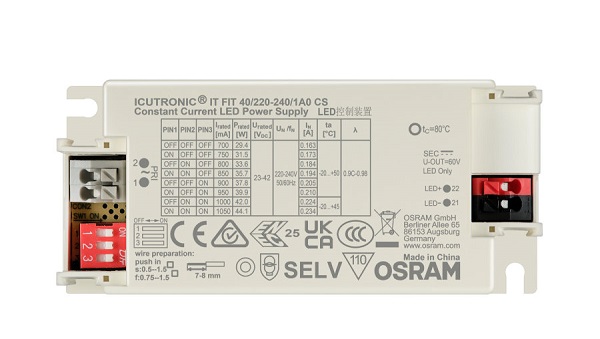 ICUTRONIC® IT FIT 40/220-240/1A0 CS
Constant Current LED Power Supply LED控制装置
PIN1 PIN2 PIN3 Irated [mA] Prated [W] Urated [VDC] UN /fN IN [A] ta [°C] λ
OFF OFF OFF 700 29.4 0.163
OFF OFF ON 750 31.5 0.173
OFF ON OFF 800 33.6 0.184 -20...+50
OFF ON ON 850 35.7 23-42 220-240V 0.194 0.9C-0.98
ON OFF OFF 900 37.8 50/60Hz 0.205
ON OFF ON 950 39.9 0.210
ON ON OFF 1000 42.0 -20...+45
ON ON ON 1050 44.1 0.234
tc=80°C
SEC
U-OUT=60V
LED Only
LED+ 22
LED- 21
2
1
PRI
COM2
SW1 ON
ON
1
2
3
OFF ON
1
2
3
25
UK
CA
CCC
OSRAM GmbH
Berliner Allee 65
86153 Augsburg
Germany
www.osram.com
wire preparation:
push in
s:0.5–1.5
f:0.75–1.5
7-8 mm
SELV
110
OSRAM
Made in China